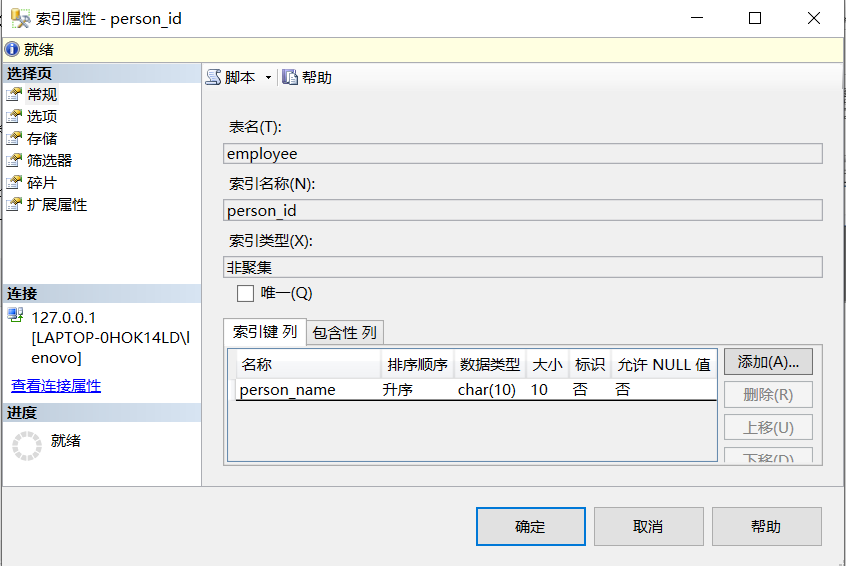 索引属性 - person_id
就绪
选择页
常规
选项
存储
筛选器
碎片
扩展属性
连接
127.0.0.1
[LAPTOP-0HOK14LD\l
enovo]
查看连接属性
进度
就绪
脚本 帮助
表名(T):
employee
索引名称(N):
person_id
索引类型(X):
非聚集
唯一(Q)
索引键 列 包含性 列
名称 排序顺序 数据类型 大小 标识 允许 NULL 值
person_name 升序 char(10) 10 否 否
添加(A)...
删除(R)
上移(U)
下移(D)
确定 取消 帮助